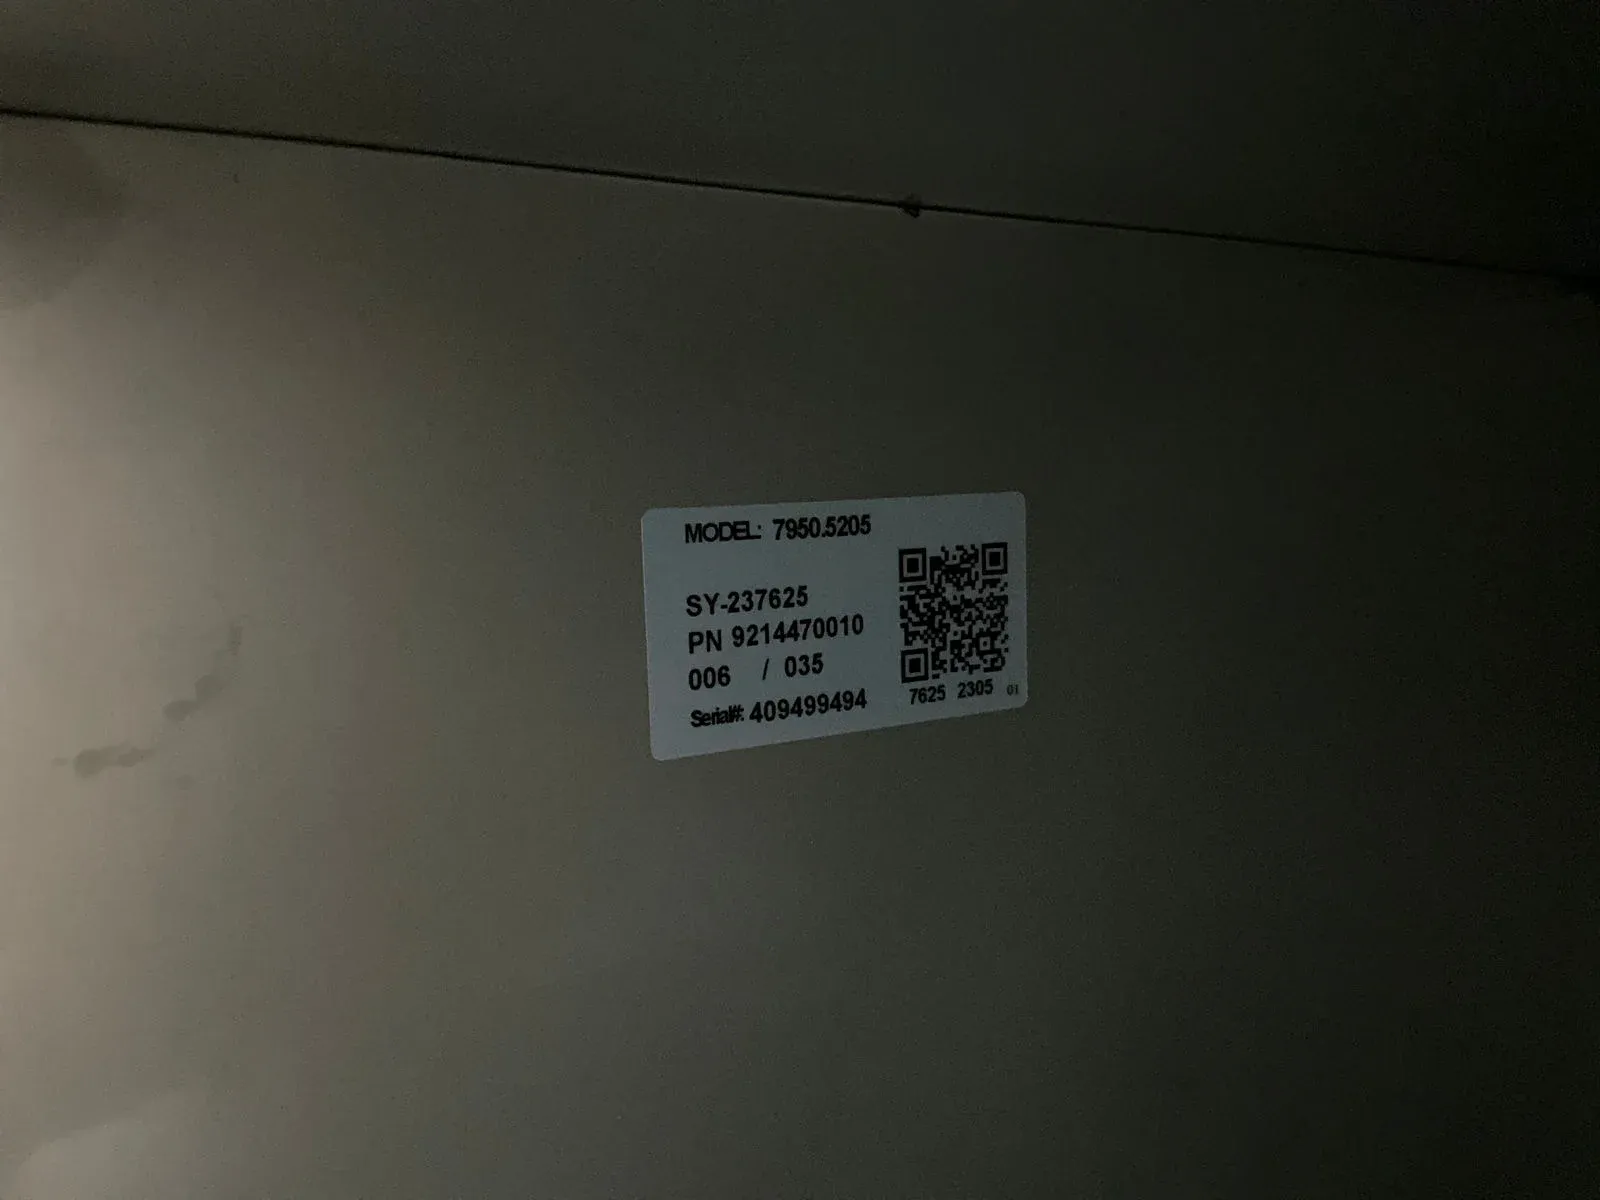 MODEL: 7950.5205
SY-237625
PN 9214470010
006 / 035
Serial#: 409499494
7625 2305 01